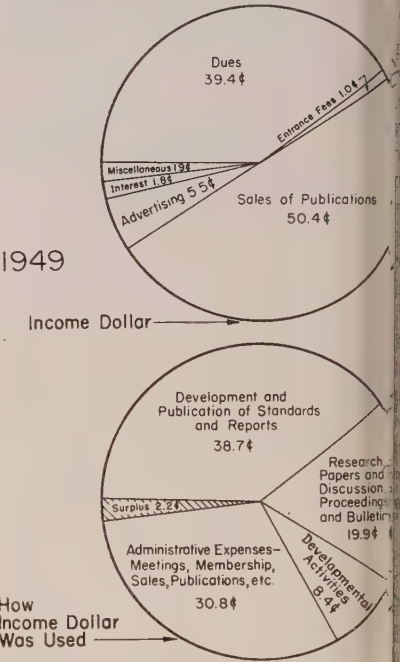 Dues
39.4¢
Entrance Fees 1.0¢
Miscellaneous 1.9¢
Interest 1.8¢
Advertising 5.5¢
Sales of Publications
50.4¢
1949
Income Dollar
Development and
Publication of Standards
and Reports
38.7¢
Research,
Papers and
Discussion
Proceedings
and Bulletin
19.9¢
Surplus 2.2¢
Developmental
Activities
8.4¢
Administrative Expenses—
Meetings, Membership,
Sales, Publications, etc.
30.8¢
How
Income Dollar
Was Used